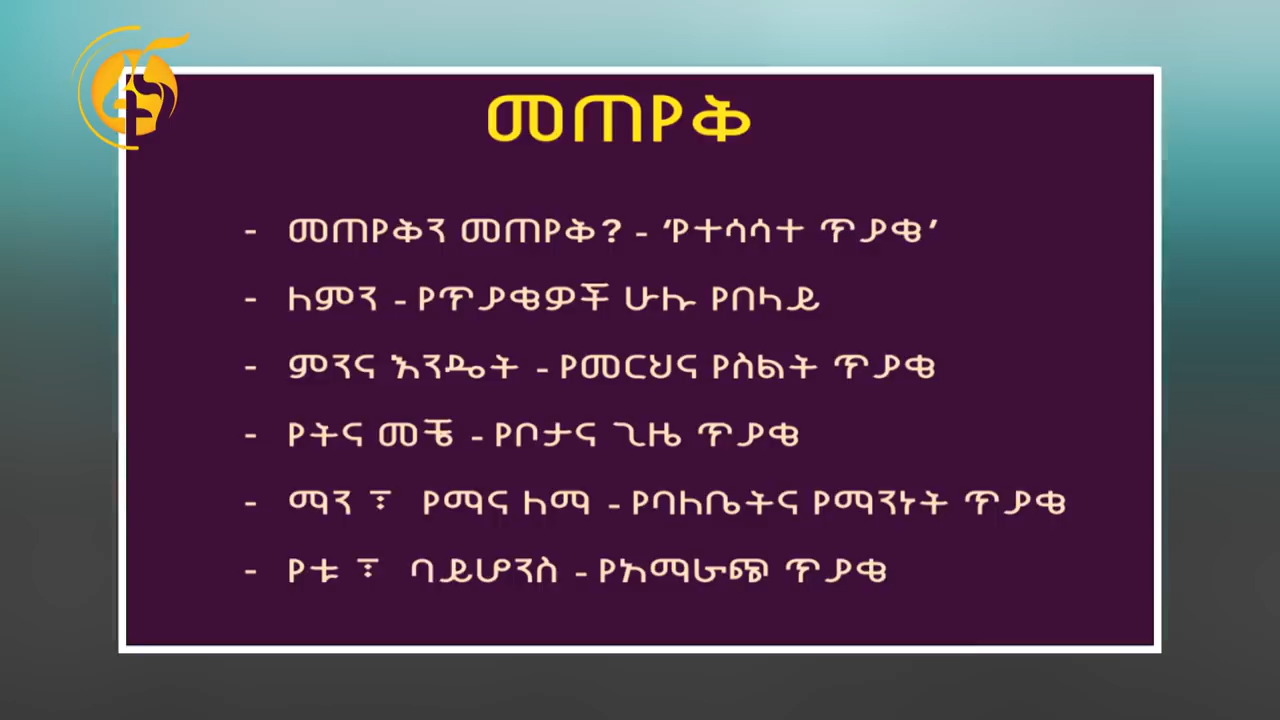 መጠየቅ
- መጠየቅን መጠየቅ? - ‘የተሳሳተ ጥያቄ’
- ለምን - የጥያቄዎች ሁሉ የበላይ
- ምንና እንዴት - የመርህና የስልት ጥያቄ
- የትና መቼ - የቦታና ጊዜ ጥያቄ
- ማን ፣ የማና ለማ - የባለቤትና የማንነት ጥያቄ
- የቱ ፣ ባይሆንስ - የአማራጭ ጥያቄ